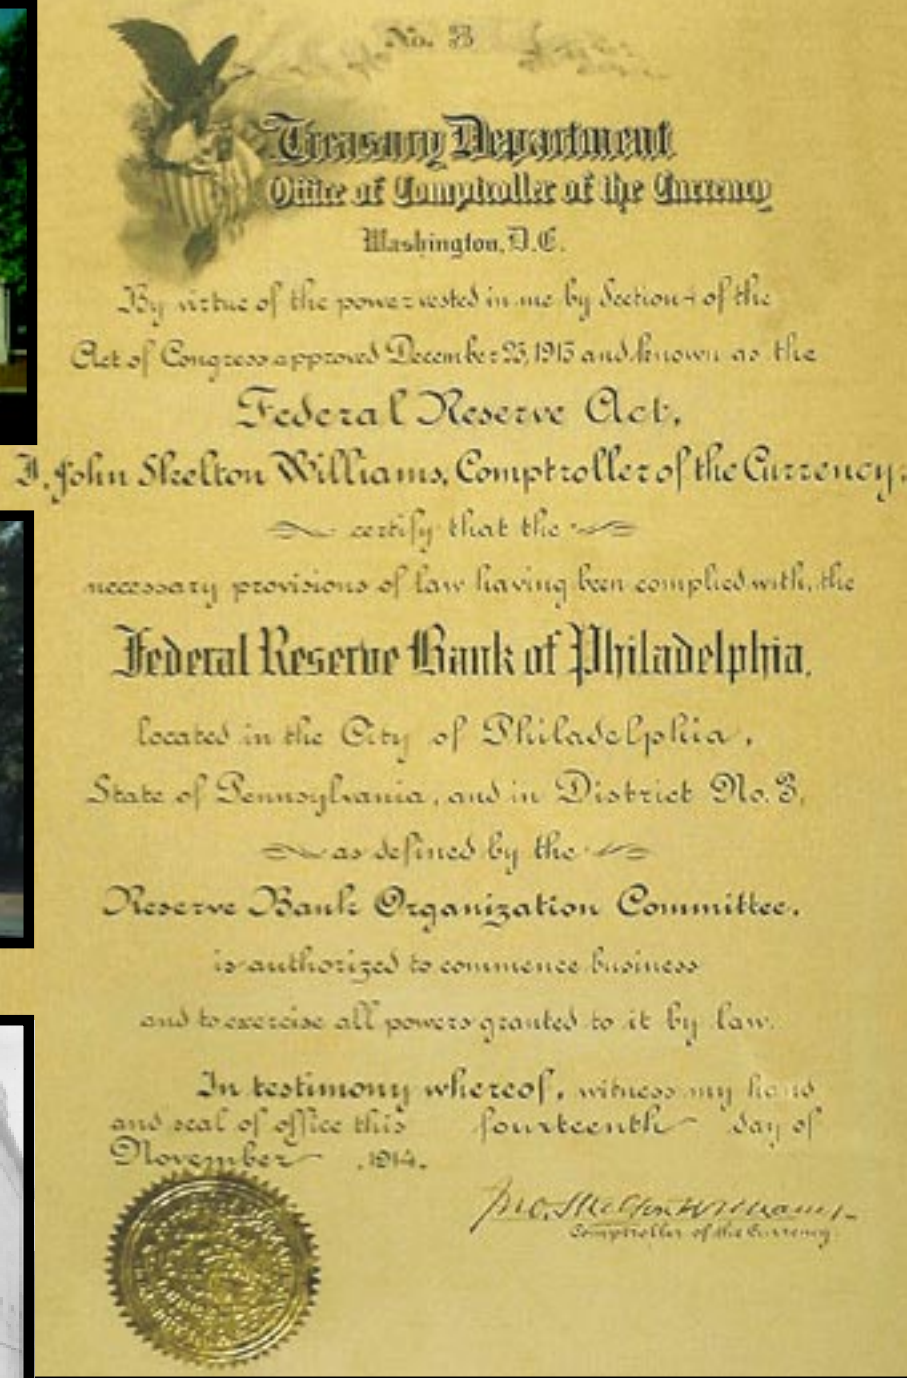 No. 3
Treasury Department
Office of Comptroller of the Currency
Washington, D.C.
By virtue of the power vested in me by Section 4 of the
Act of Congress approved December 23, 1913 and known as the
Federal Reserve Act,
I, John Skelton Williams, Comptroller of the Currency,
certify that the
necessary provisions of law having been complied with, the
Federal Reserve Bank of Philadelphia,
located in the City of Philadelphia,
State of Pennsylvania, and in District No. 3,
as defined by the
Reserve Bank Organization Committee,
is authorized to commence business
and to exercise all powers granted to it by law.
In testimony whereof, witness my hand
and seal of office this fourteenth day of
November, 1914.
Jno. Skelton Williams
Comptroller of the Currency.